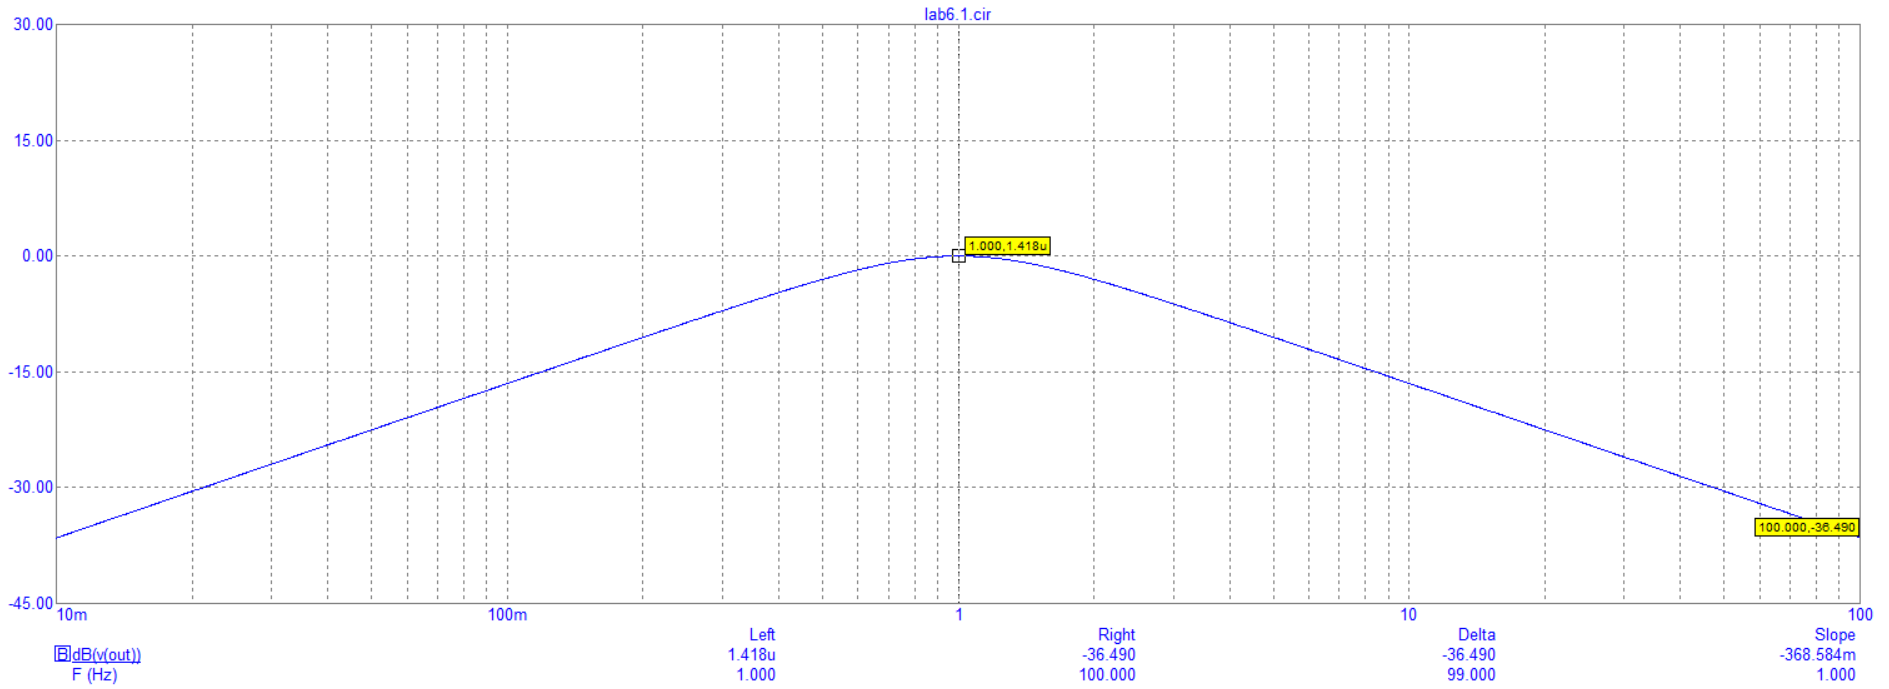 lab6.1.cir
30.00
15.00
1.000,1.418u
0.00
-15.00
-30.00
100.000,-36.490
-45.00
10m 100m 1 10 100
Left Right Delta Slope
B dB(v(out)) 1.418u -36.490 -36.490 -368.584m
F (Hz) 1.000 100.000 99.000 1.000